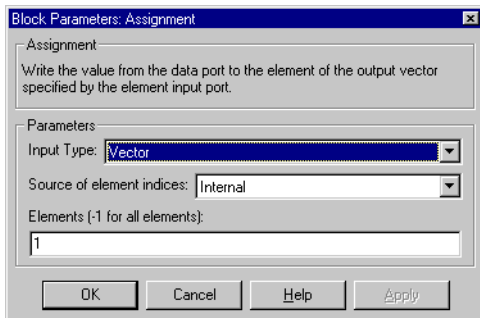 Block Parameters: Assignment
Assignment
Write the value from the data port to the element of the output vector
specified by the element input port.
Parameters
Input Type: Vector
Source of element indices: Internal
Elements (-1 for all elements):
1
OK Cancel Help Apply